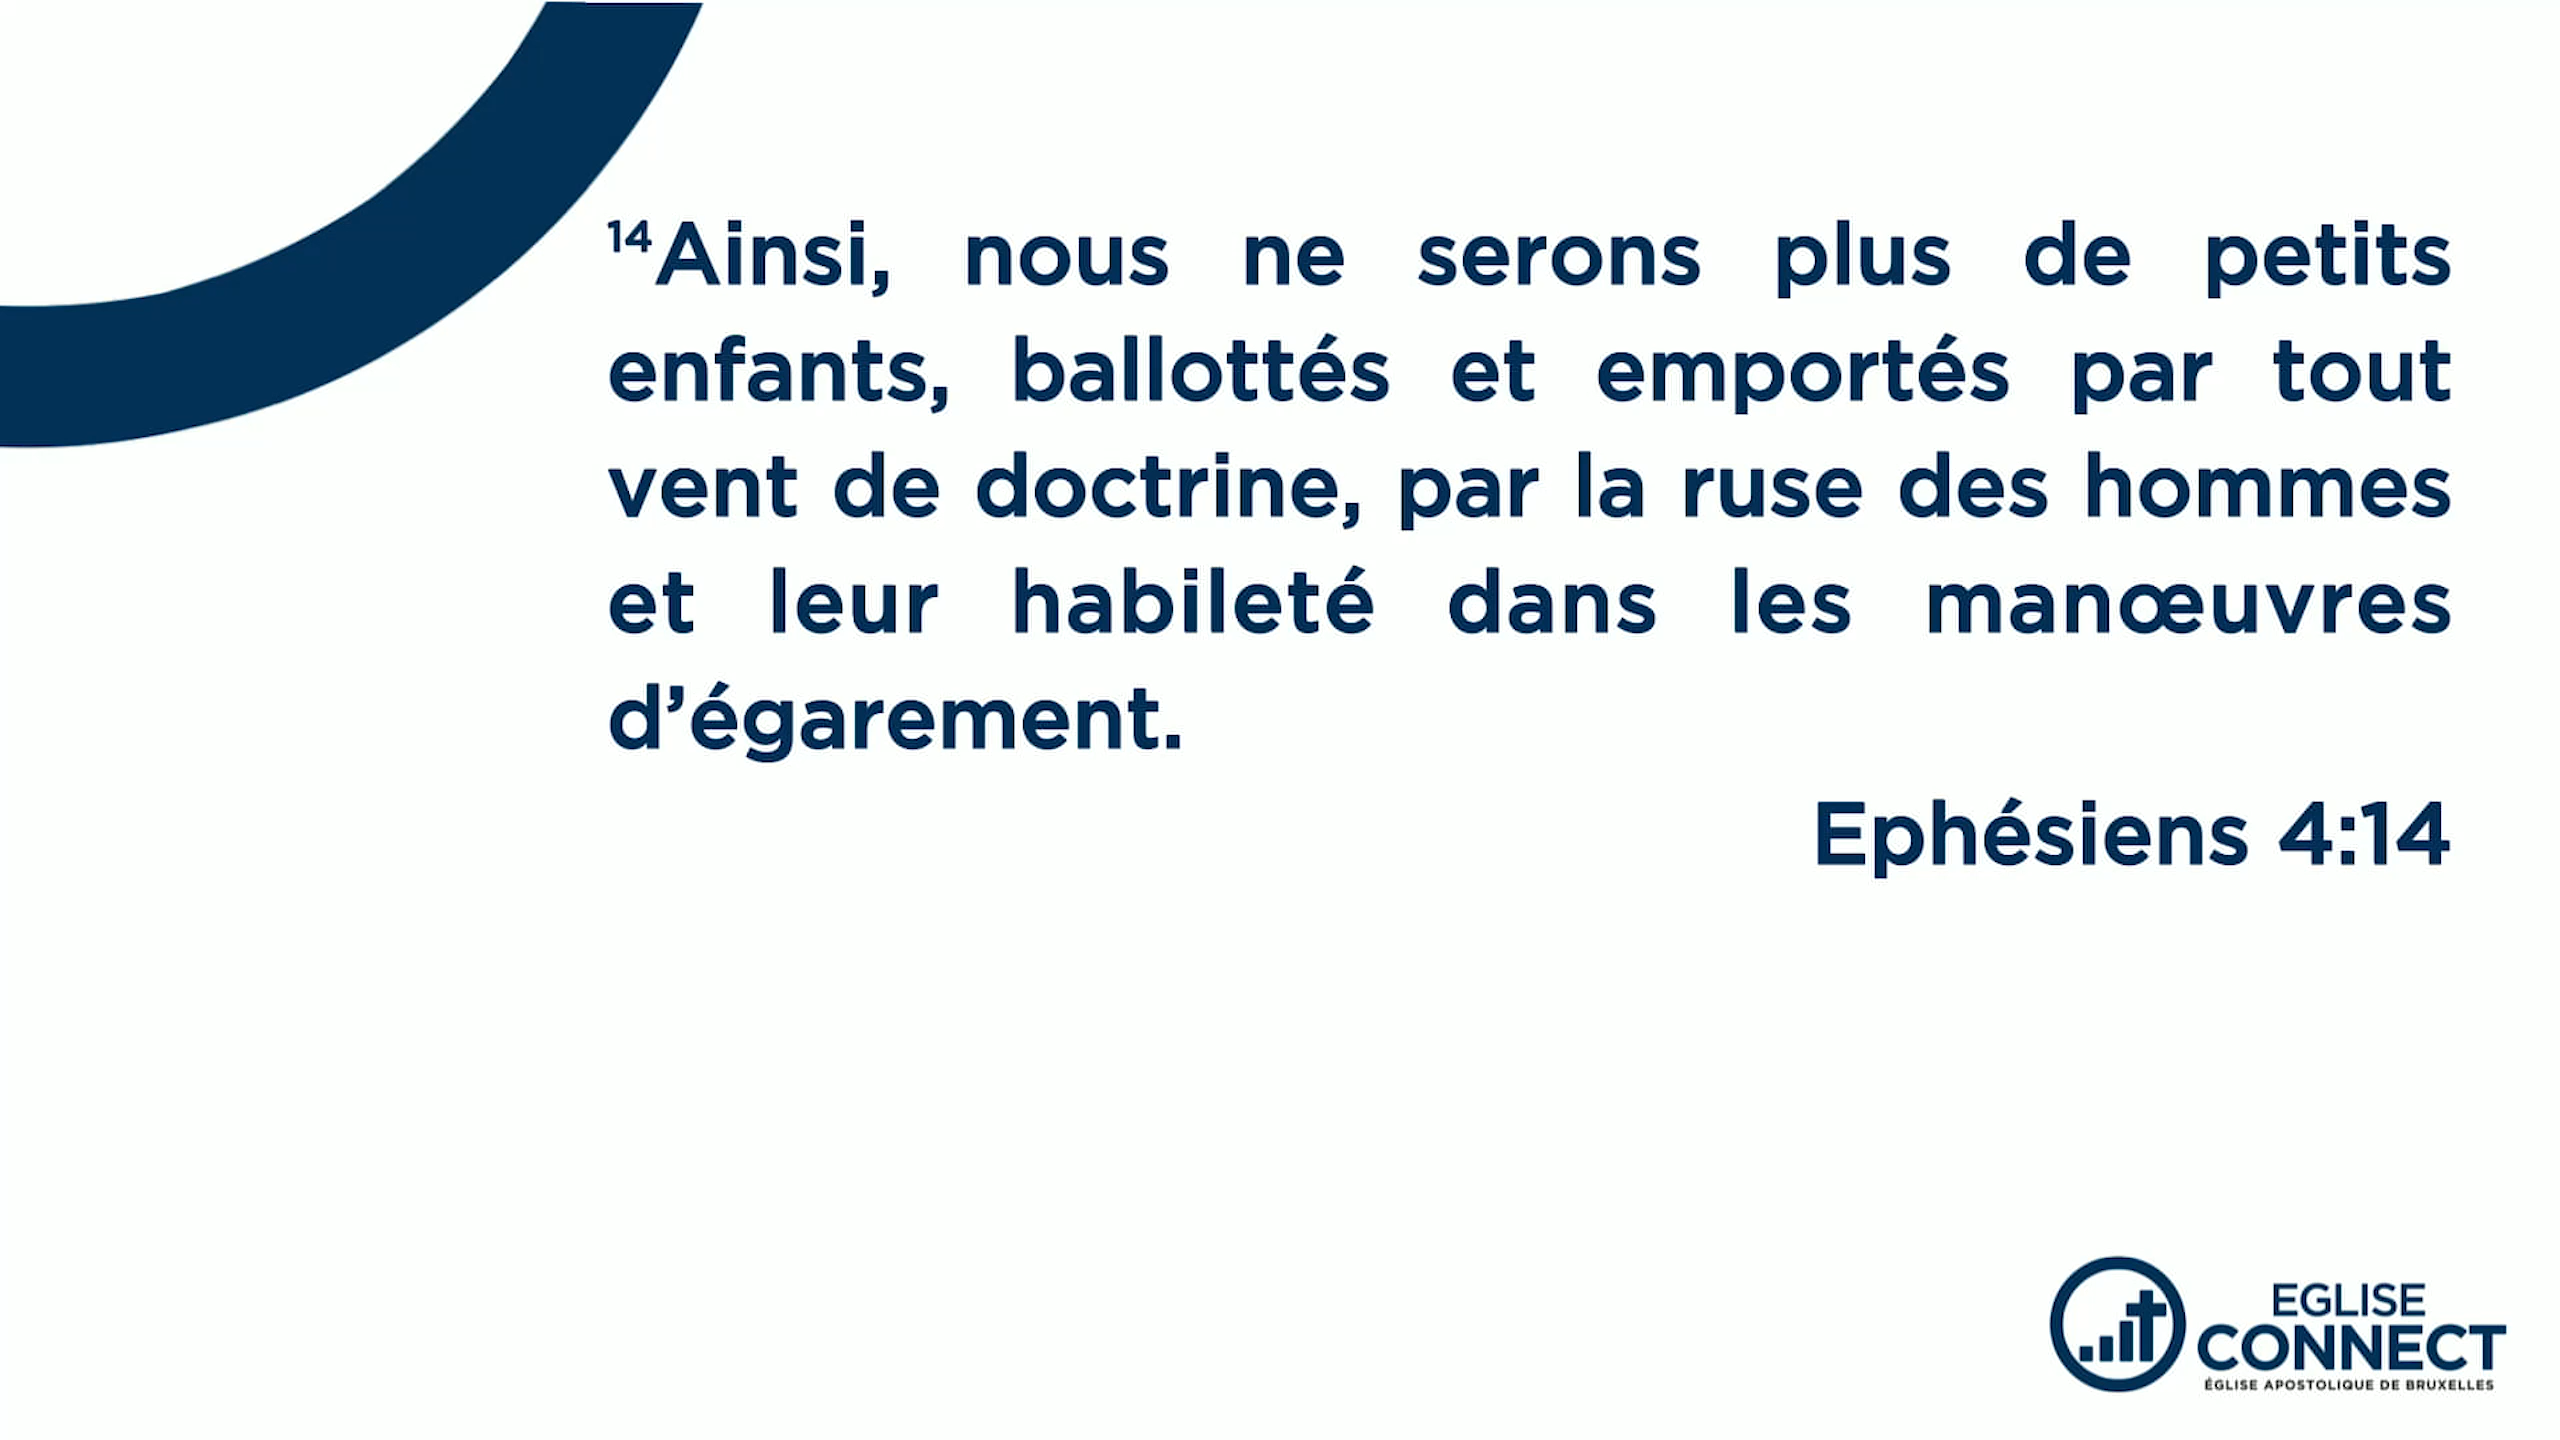 ¹⁴Ainsi, nous ne serons plus de petits
enfants, ballottés et emportés par tout
vent de doctrine, par la ruse des hommes
et leur habileté dans les manœuvres
d’égarement.
Ephésiens 4:14
EGLISE
CONNECT
ÉGLISE APOSTOLIQUE DE BRUXELLES